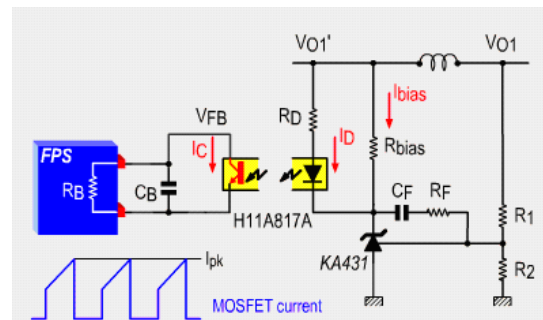 VO1'
VO1
Ibias
RD
VFB
ID
Rbias
FPS
IC
RB
CB
CF
RF
H11A817A
R1
KA431
R2
Ipk
MOSFET current